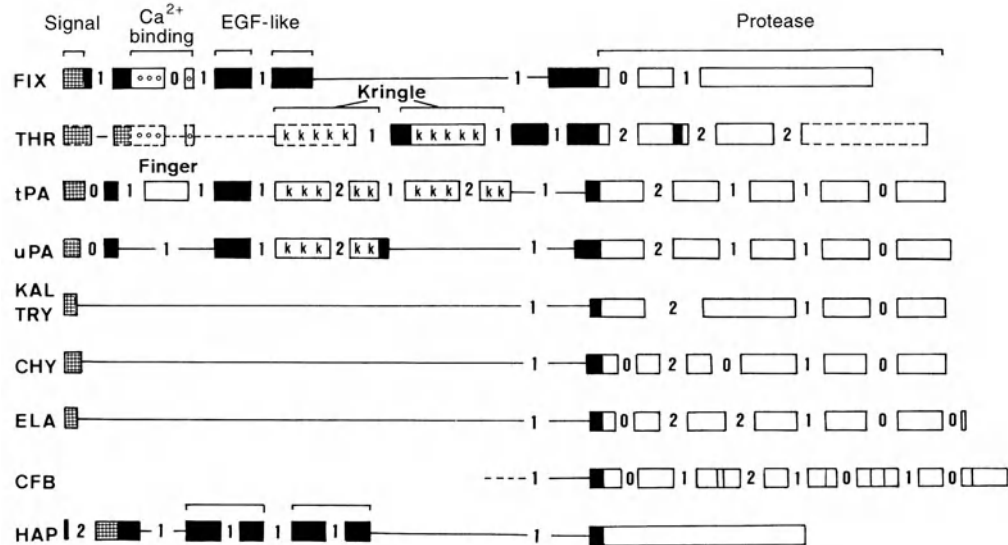 Signal Ca2+ binding EGF-like Protease
FIX 1 0 1 1 1 0 1
Kringle
THR k k k k k 1 k k k k k 1 1 2 2 2
Finger
tPA 0 1 1 1 k k k 2 k k 1 k k k 2 k k 1 2 1 1 0
uPA 0 1 1 k k k 2 k k 1 2 1 1 0
KAL
TRY 1 2 1 0
CHY 1 0 2 0 1 0
ELA 1 0 2 2 1 0 0
CFB 1 0 1 2 1 0 1 0
HAP 2 1 1 1 1 1